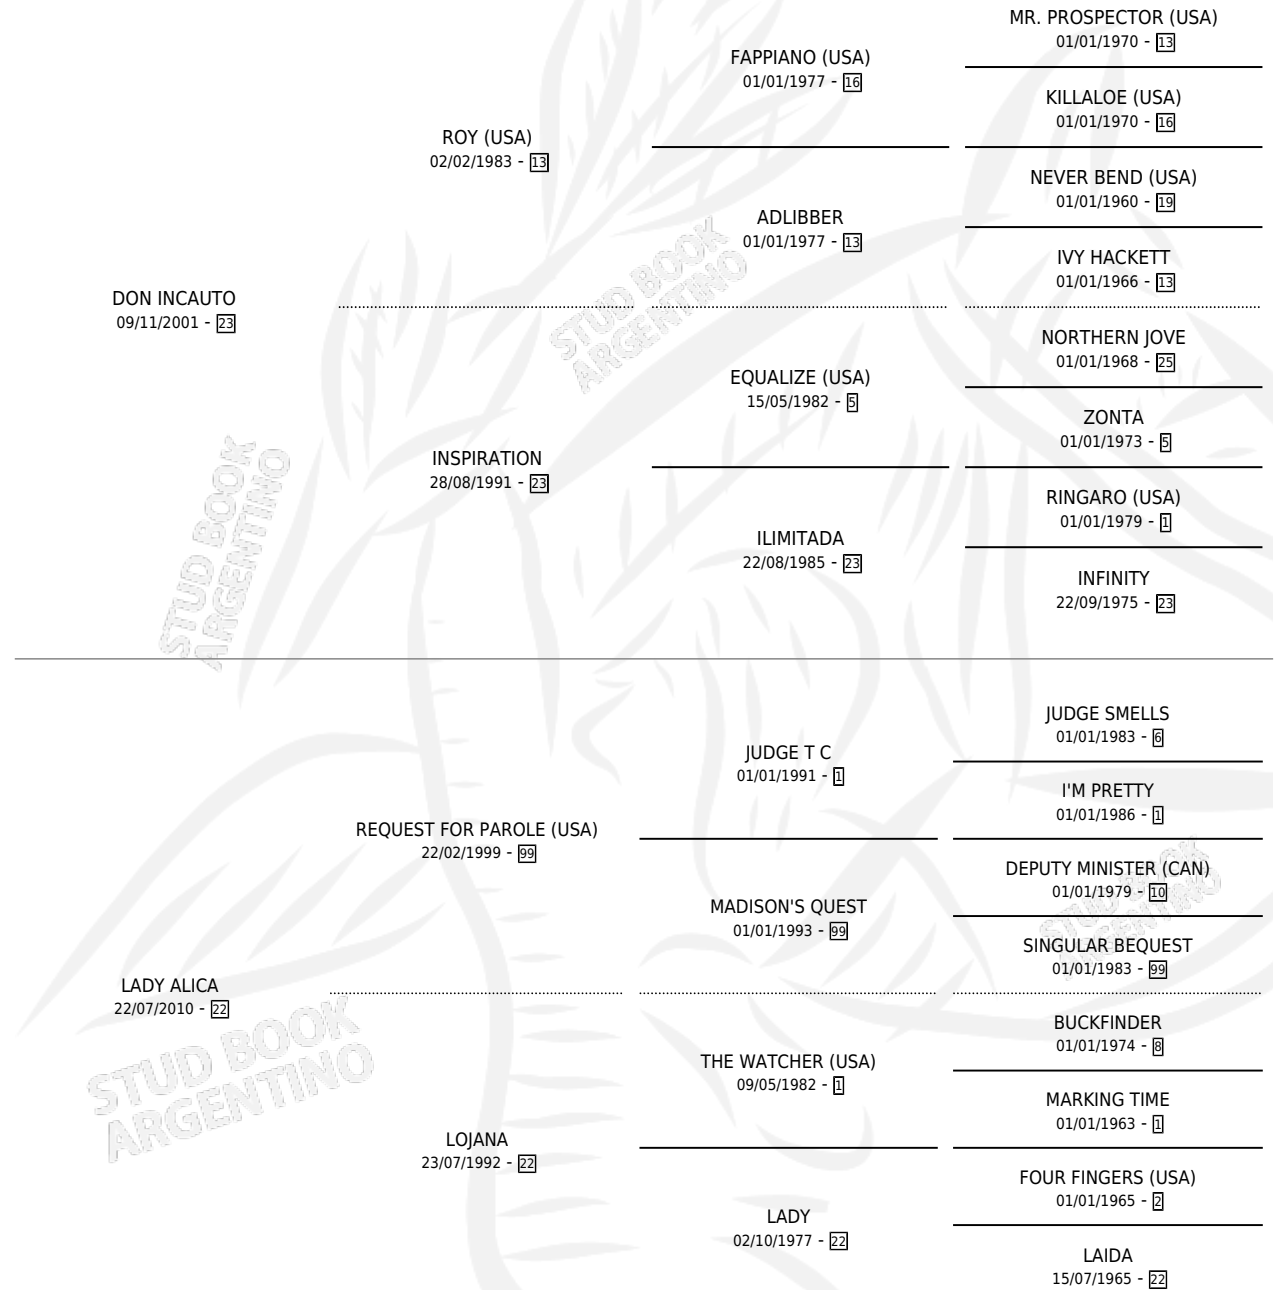 MR. PROSPECTOR (USA)
01/01/1970 - 13
FAPPIANO (USA)
01/01/1977 - 16
KILLALOE (USA)
01/01/1970 - 16
ROY (USA)
02/02/1983 - 13
NEVER BEND (USA)
01/01/1960 - 19
ADLIBBER
01/01/1977 - 13
IVY HACKETT
01/01/1966 - 13
DON INCAUTO
09/11/2001 - 23
NORTHERN JOVE
01/01/1968 - 25
EQUALIZE (USA)
15/05/1982 - 5
ZONTA
01/01/1973 - 5
INSPIRATION
28/08/1991 - 23
RINGARO (USA)
01/01/1979 - 1
ILIMITADA
22/08/1985 - 23
INFINITY
22/09/1975 - 23
JUDGE SMELLS
01/01/1983 - 6
JUDGE T C
01/01/1991 - 1
I'M PRETTY
01/01/1986 - 1
REQUEST FOR PAROLE (USA)
22/02/1999 - 99
DEPUTY MINISTER (CAN)
01/01/1979 - 10
MADISON'S QUEST
01/01/1993 - 99
SINGULAR BEQUEST
01/01/1983 - 99
LADY ALICA
22/07/2010 - 22
BUCKFINDER
01/01/1974 - 8
THE WATCHER (USA)
09/05/1982 - 1
MARKING TIME
01/01/1963 - 1
LOJANA
23/07/1992 - 22
FOUR FINGERS (USA)
01/01/1965 - 2
LADY
02/10/1977 - 22
LAIDA
15/07/1965 - 22
STUD BOOK
ARGENTINO
STUD BOOK
ARGENTINO
STUD BOOK
ARGENTINO
STUD BOOK
ARGENTINO